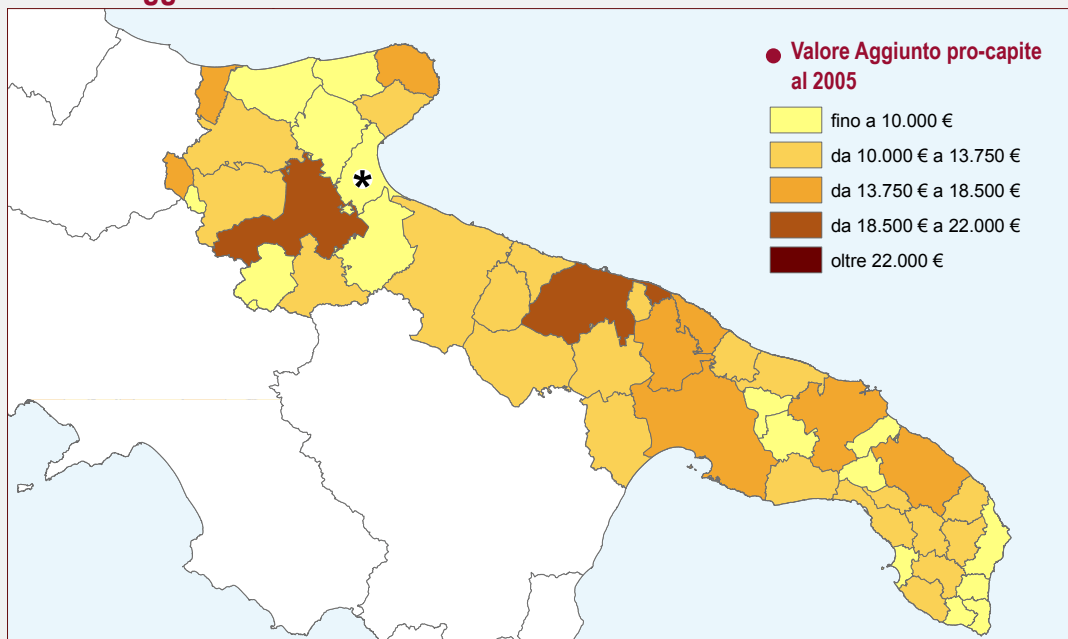 Valore Aggiunto pro-capite
al 2005
fino a 10.000 €
da 10.000 € a 13.750 €
da 13.750 € a 18.500 €
da 18.500 € a 22.000 €
oltre 22.000 €
*